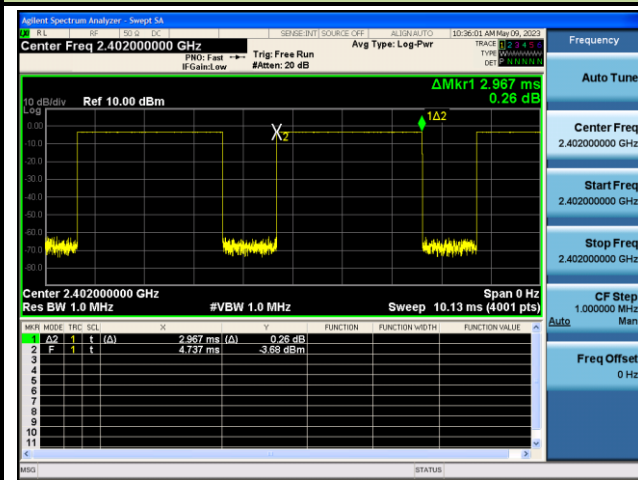 Agilent Spectrum Analyzer - Swept SA
RL RF 50 Ω DC SENSE:INT SOURCE OFF ALIGNAUTO 10:36:01 AM May 09, 2023
Center Freq 2.402000000 GHz Avg Type: Log-Pwr TRACE 1 2 3 4 5 6
PNO: Fast Trig: Free Run TYPE
IFGain:Low #Atten: 20 dB DET P N N N N N
ΔMkr1 2.967 ms
10 dB/div Ref 10.00 dBm 0.26 dB
Log
0.00
-10.0
-20.0
-30.0
-40.0
-50.0
-60.0
-70.0
-80.0
X2
1Δ2
Center 2.402000000 GHz Span 0 Hz
Res BW 1.0 MHz #VBW 1.0 MHz Sweep 10.13 ms (4001 pts)
MKR MODE TRC SCL X Y FUNCTION FUNCTION WIDTH FUNCTION VALUE
1 Δ2 1 t (Δ) 2.967 ms (Δ) 0.26 dB
2 F 1 t 4.737 ms -3.68 dBm
3
4
5
6
7
8
9
10
11
MSG STATUS
Frequency
Auto Tune
Center Freq
2.402000000 GHz
Start Freq
2.402000000 GHz
Stop Freq
2.402000000 GHz
CF Step
1.000000 MHz
Auto Man
Freq Offset
0 Hz